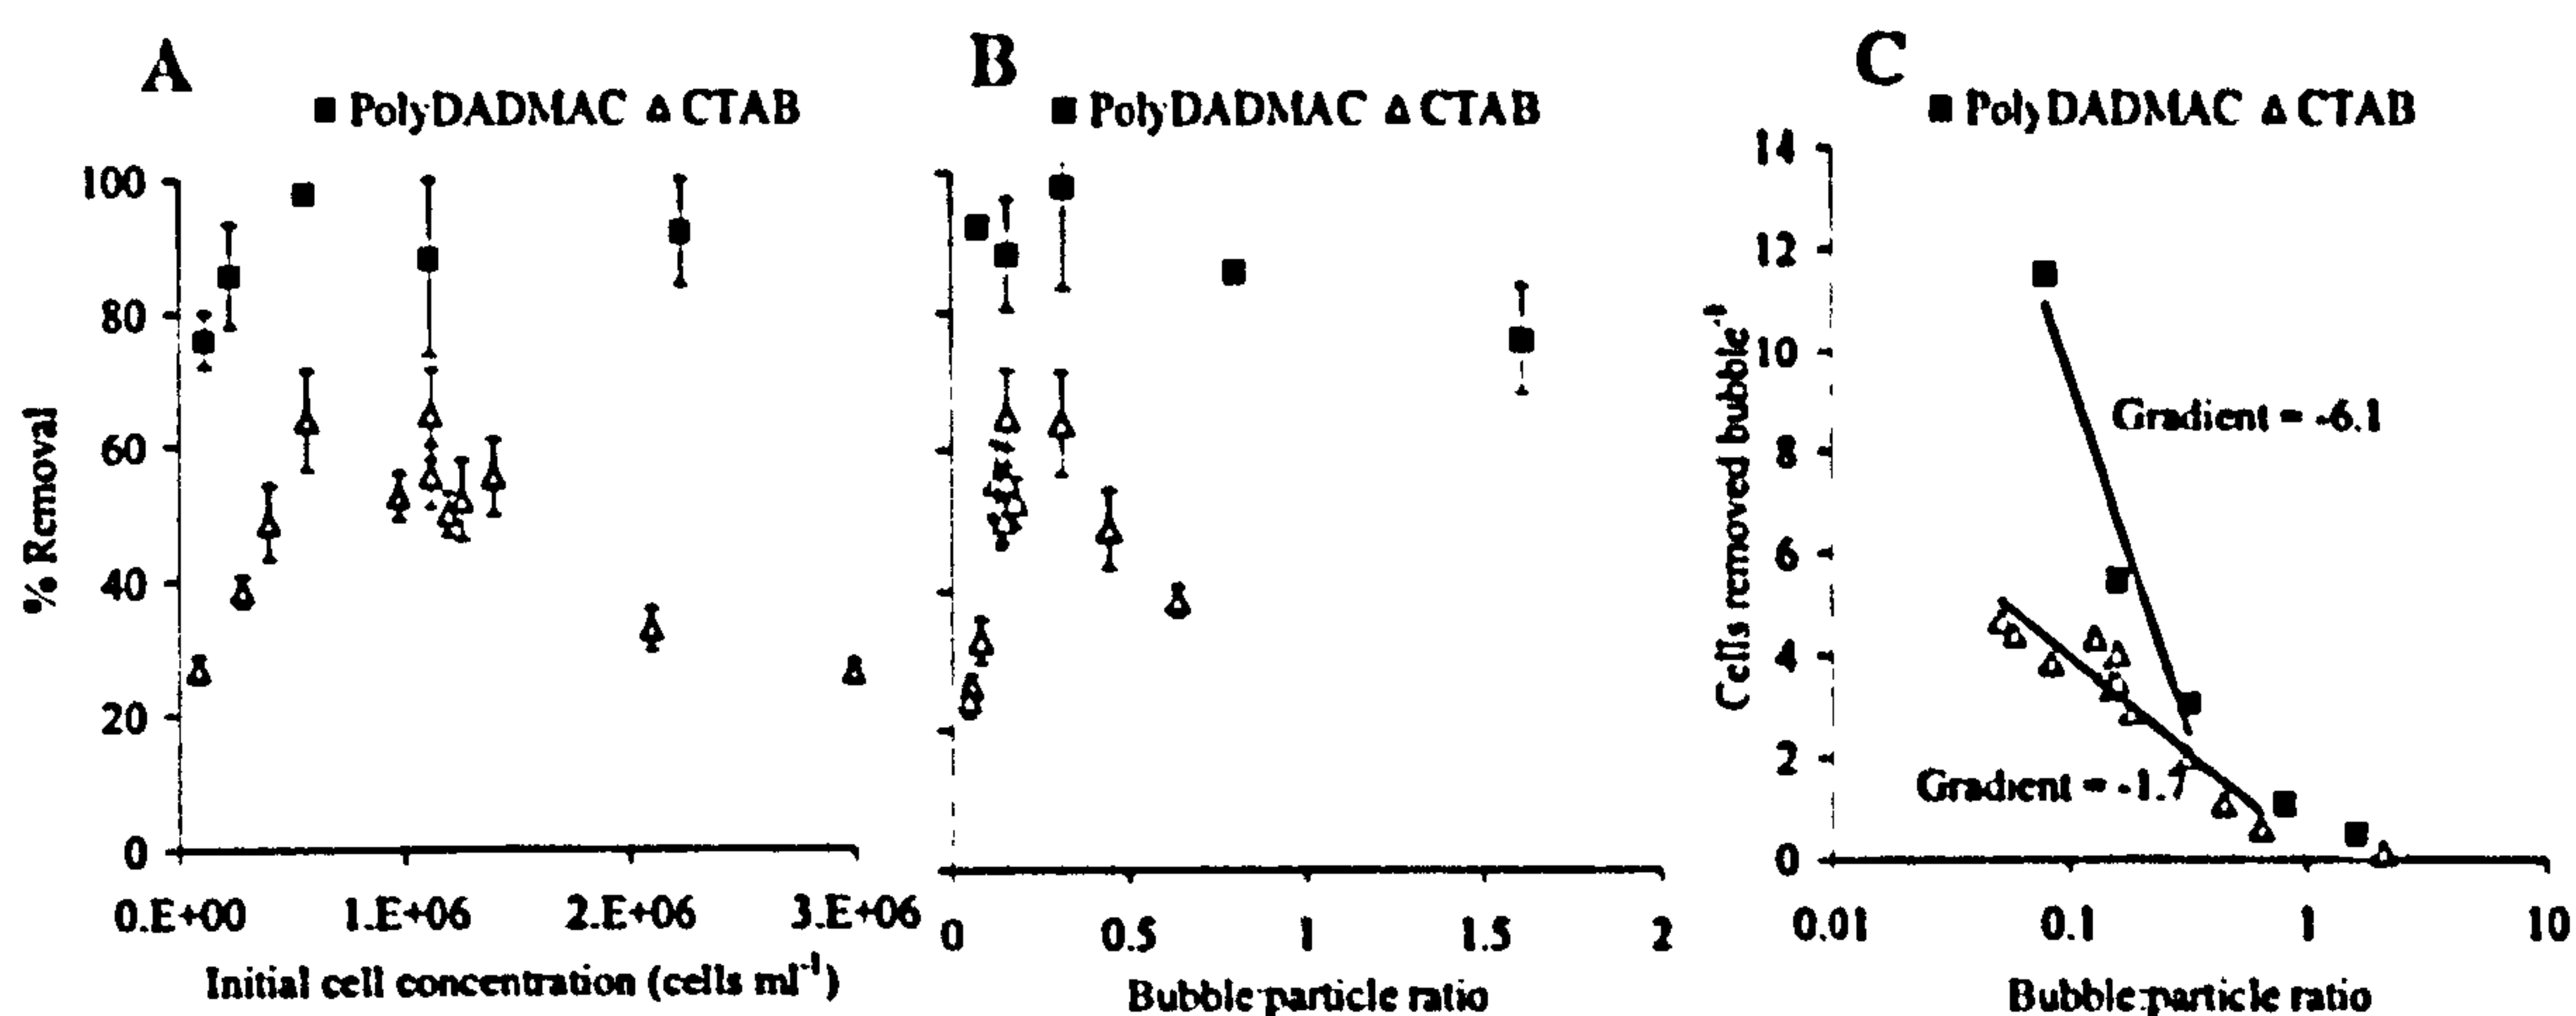 A
■ PolyDADMAC Δ CTAB
100
80
60
40
20
0
% Removal
0.E+00 1.E+06 2.E+06 3.E+06
Initial cell concentration (cells ml⁻¹)
B
■ PolyDADMAC Δ CTAB
0 0.5 1 1.5 2
Bubble:particle ratio
C
■ PolyDADMAC Δ CTAB
14
12
10
8
6
4
2
0
Cells removed bubble⁻¹
Gradient = -6.1
Gradient = -1.7
0.01 0.1 1 10
Bubble:particle ratio